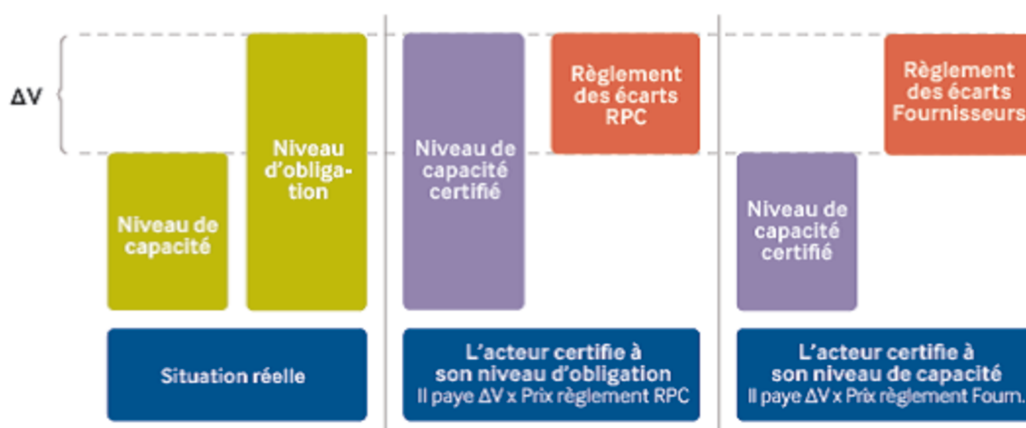 ΔV
Niveau de
capacité
Niveau
d'obliga-
tion
Situation réelle
Niveau de
capacité
certifié
Règlement
des écarts
RPC
L'acteur certifie à
son niveau d'obligation
Il paye ΔV x Prix règlement RPC
Niveau de
capacité
certifié
Règlement
des écarts
Fournisseurs
L'acteur certifie à
son niveau de capacité
Il paye ΔV x Prix règlement Fourn.